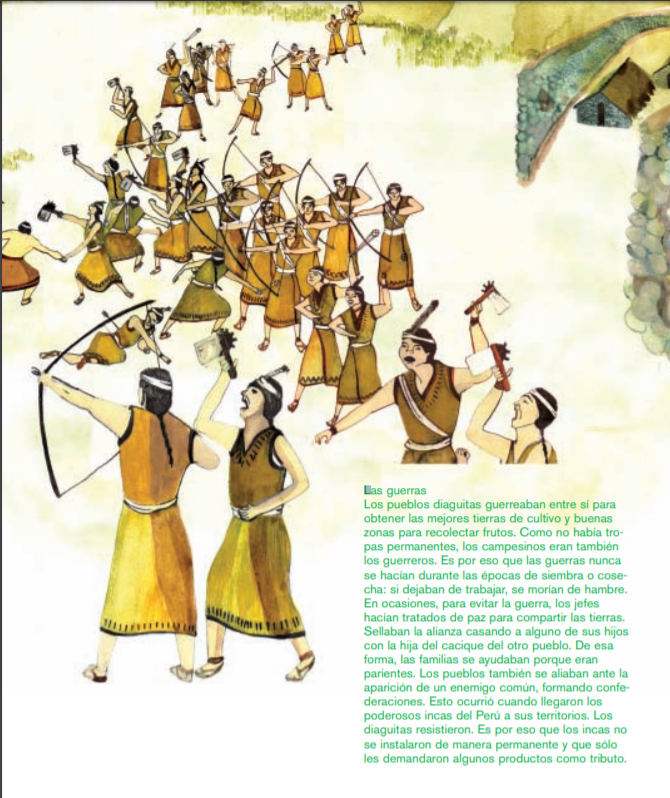 Las guerras
Los pueblos diaguitas guerreaban entre sí para
obtener las mejores tierras de cultivo y buenas
zonas para recolectar frutos. Como no había tro-
pas permanentes, los campesinos eran también
los guerreros. Es por eso que las guerras nunca
se hacían durante las épocas de siembra o cose-
cha: si dejaban de trabajar, se morían de hambre.
En ocasiones, para evitar la guerra, los jefes
hacían tratados de paz para compartir las tierras.
Sellaban la alianza casando a alguno de sus hijos
con la hija del cacique del otro pueblo. De esa
forma, las familias se ayudaban porque eran
parientes. Los pueblos también se aliaban ante la
aparición de un enemigo común, formando confe-
deraciones. Esto ocurrió cuando llegaron los
poderosos incas del Perú a sus territorios. Los
diaguitas resistieron. Es por eso que los incas no
se instalaron de manera permanente y que sólo
les demandaron algunos productos como tributo.